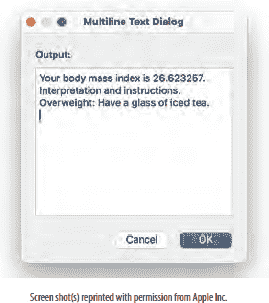 Multiline Text Dialog
Output:
Your body mass index is 26.623267.
Interpretation and instructions.
Overweight: Have a glass of iced tea.
Cancel
OK
Screen shot(s) reprinted with permission from Apple Inc.